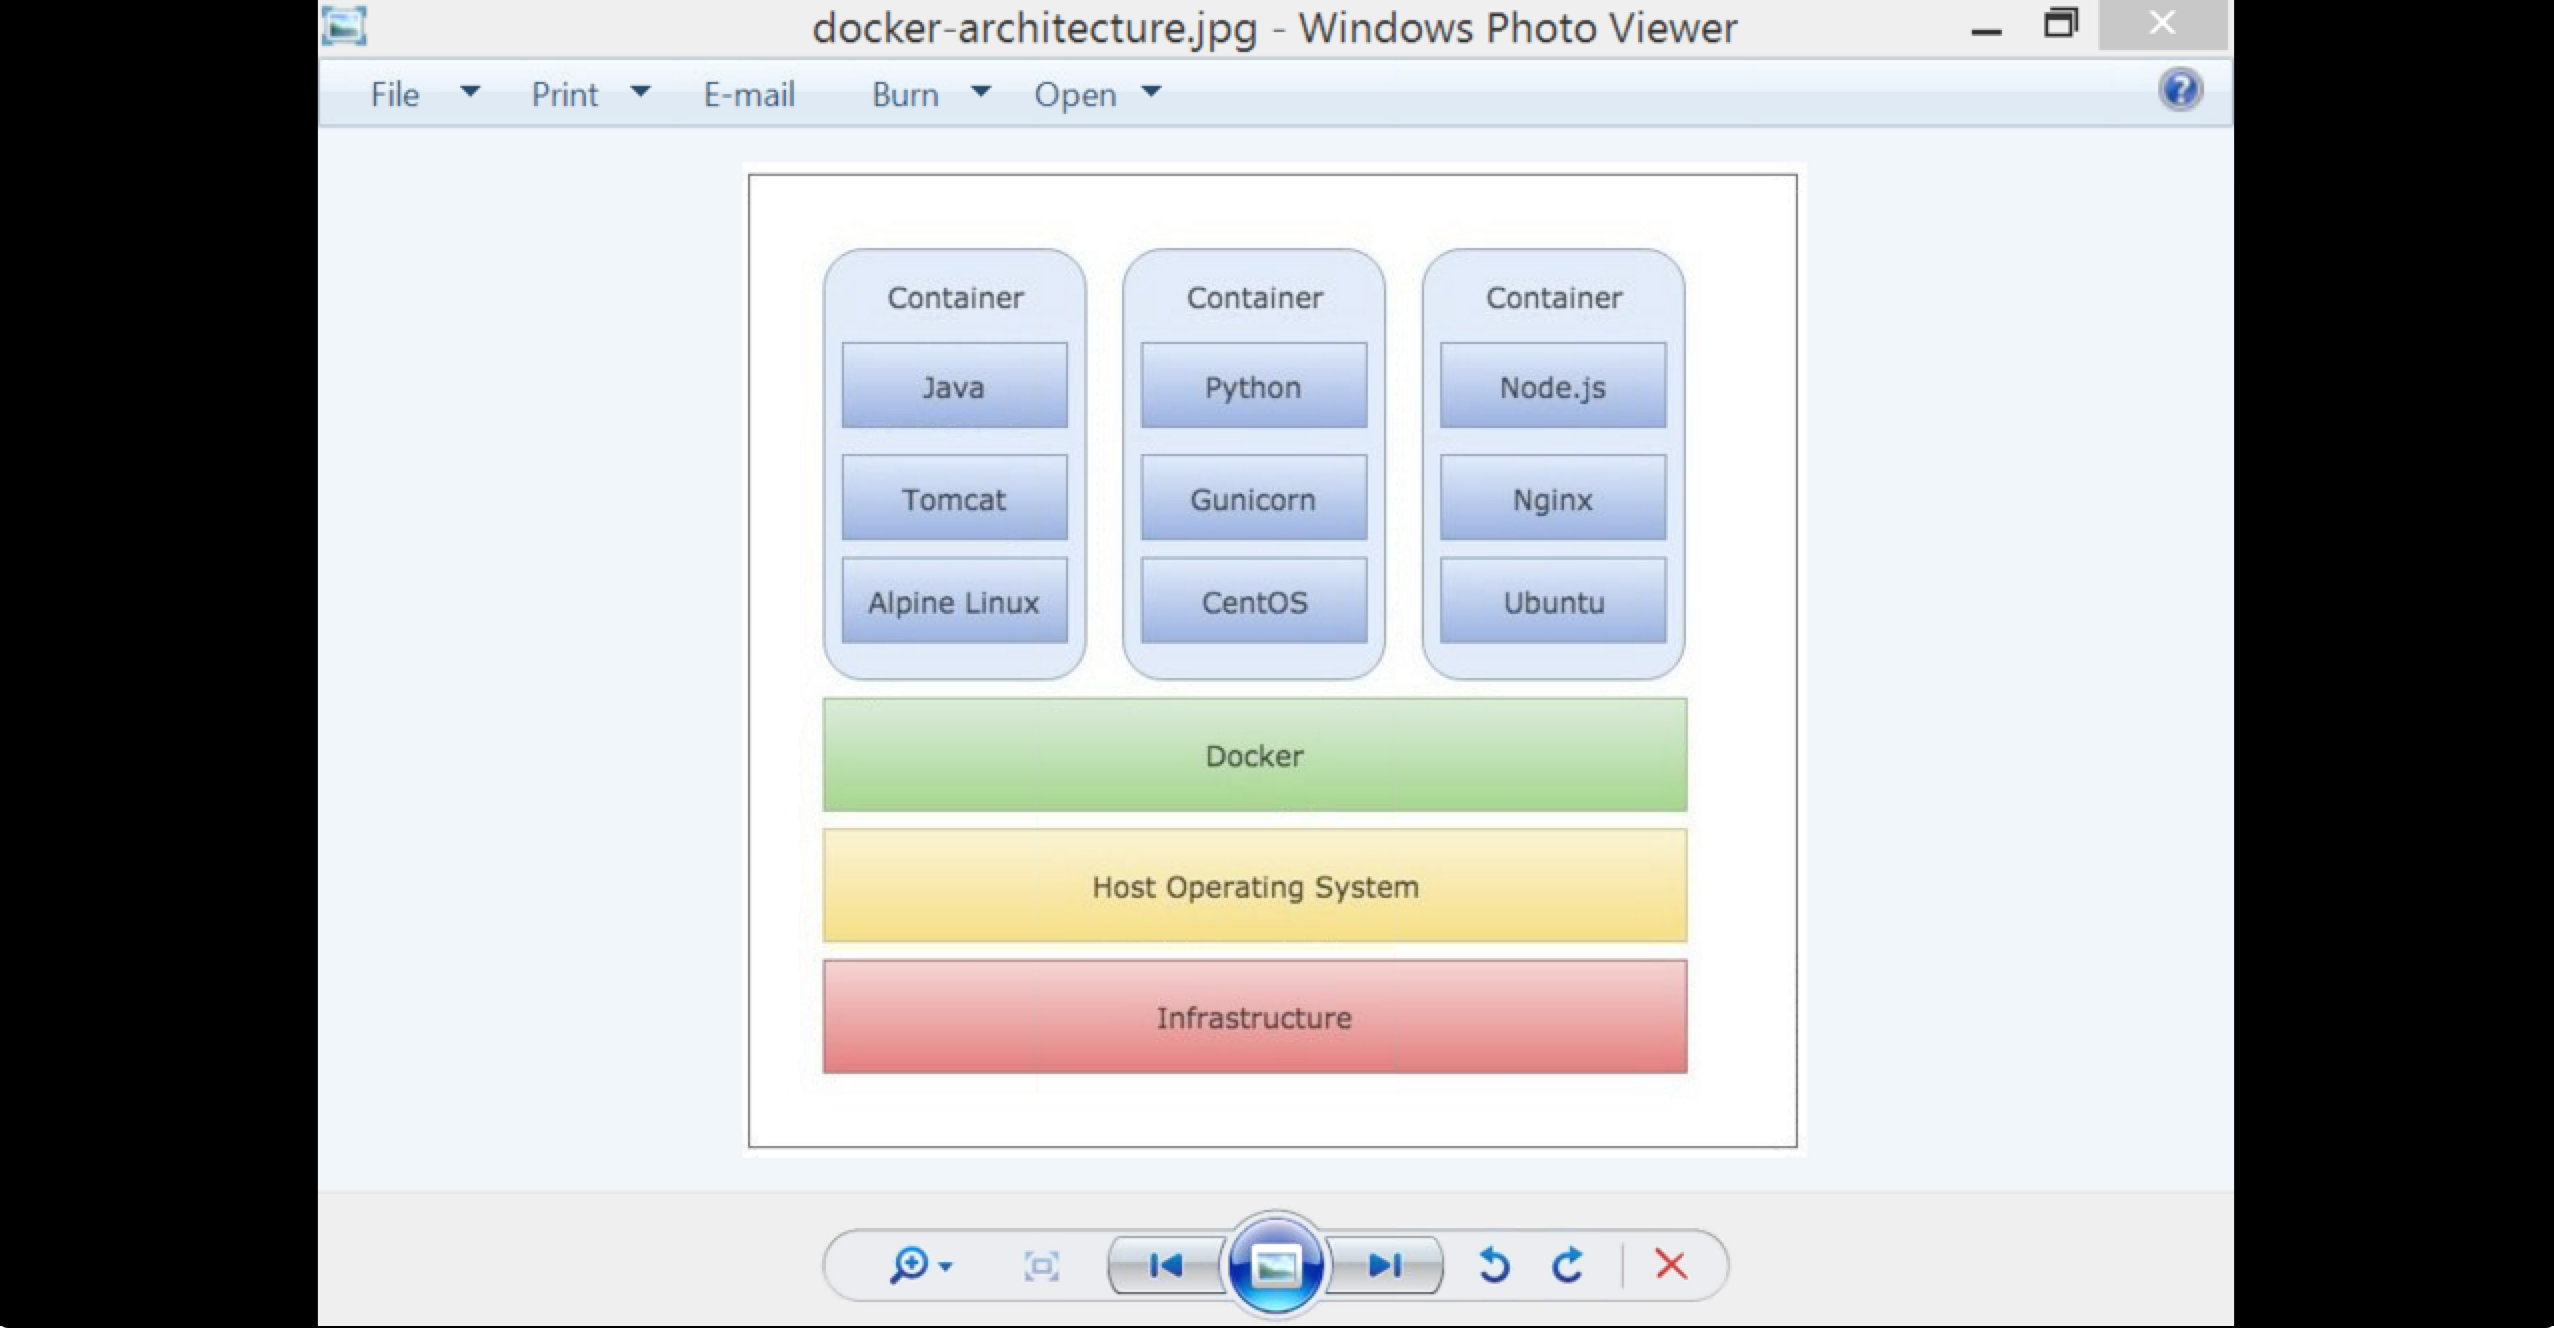 docker-architecture.jpg - Windows Photo Viewer
File Print E-mail Burn Open
Container Container Container
Java Python Node.js
Tomcat Gunicorn Nginx
Alpine Linux CentOS Ubuntu
Docker
Host Operating System
Infrastructure